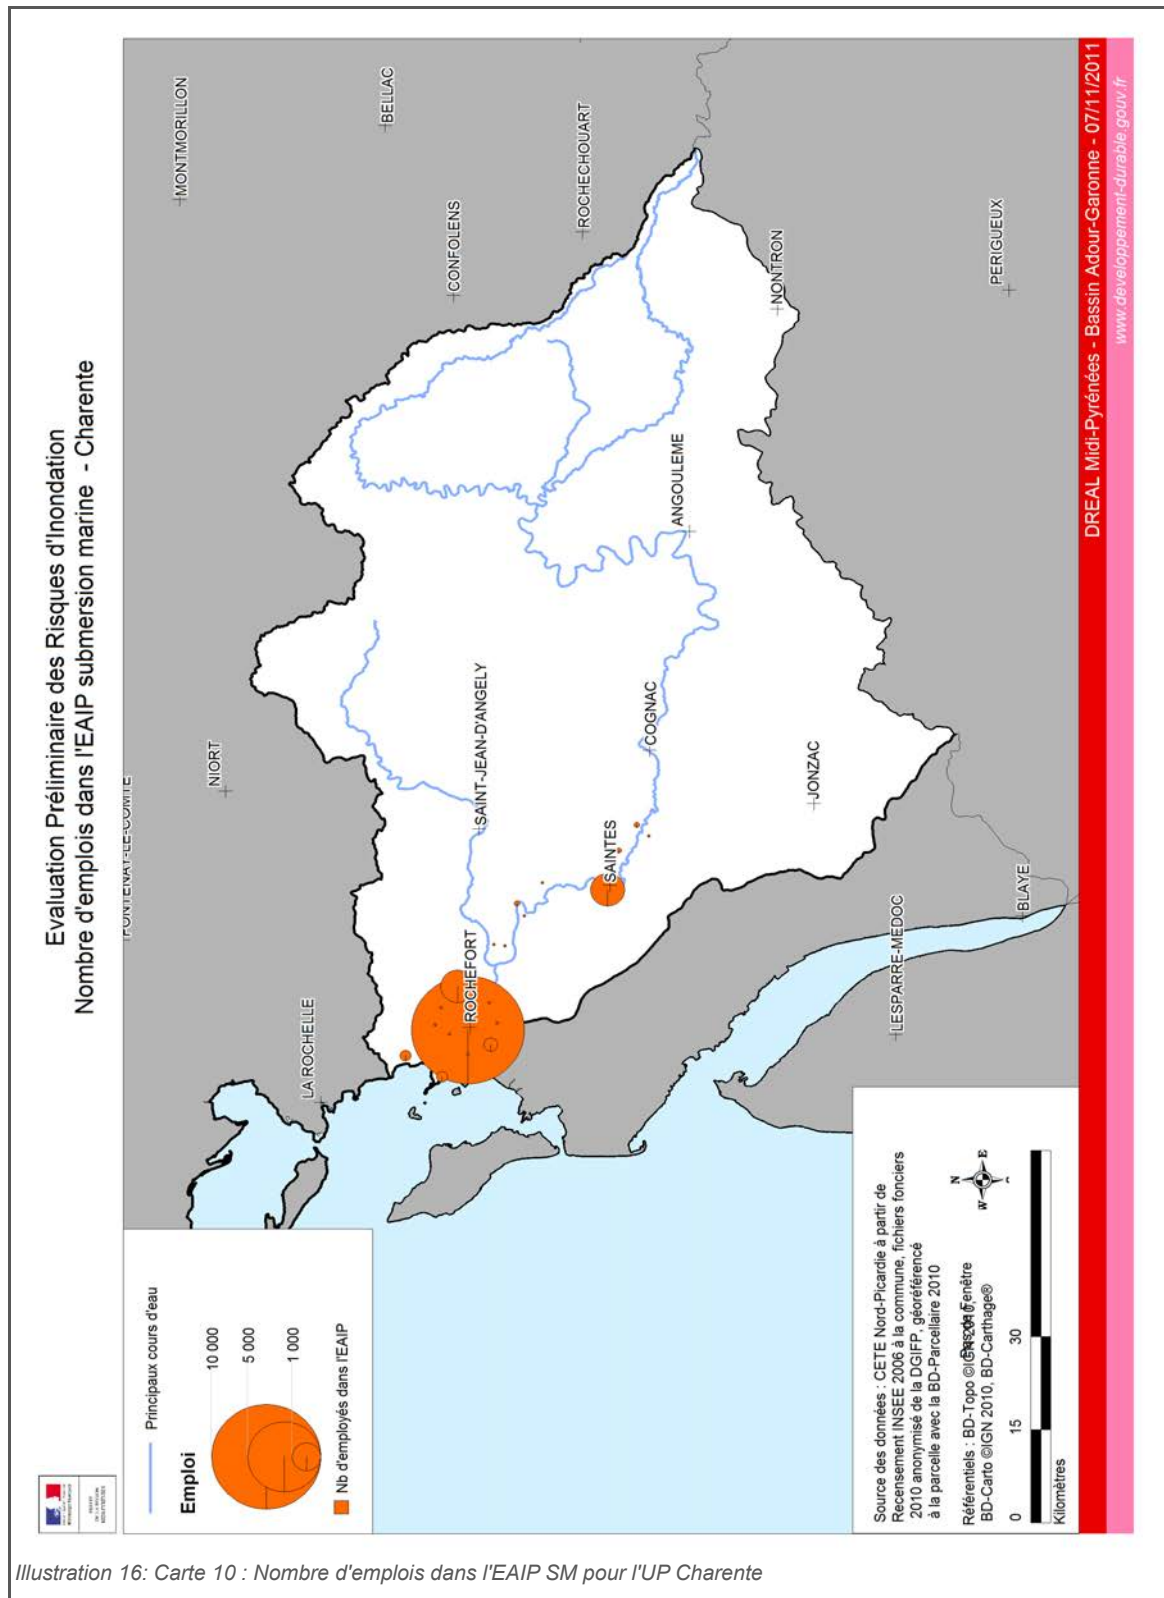 Evaluation Préliminaire des Risques d'Inondation
Nombre d'emplois dans l'EAIP submersion marine - Charente
Principaux cours d'eau
Emploi
10 000
5 000
1 000
Nb d'employés dans l'EAIP
FONTENAY-LE-COMTE
NIORT
MONTMORILLON
BELLAC
CONFOLENS
ROCHECHOUART
LA ROCHELLE
SAINT-JEAN-D'ANGELY
ROCHEFORT
SAINTES
COGNAC
ANGOULEME
NONTRON
PERIGUEUX
JONZAC
LESPARRE-MEDOC
BLAYE
Source des données : CETE Nord-Picardie à partir de
Recensement INSEE 2006 à la commune, fichiers fonciers
2010 anonymisé de la DGIFP, géoréférencé
à la parcelle avec la BD-Parcellaire 2010
Référentiels : BD-Topo ©IGN 2010,
BD-Carto ©IGN 2010, BD-Carthage®
N
W
E
0
15
30
Kilomètres
DREAL Midi-Pyrénées - Bassin Adour-Garonne - 07/11/2011
www.developpement-durable.gouv.fr
Illustration 16: Carte 10 : Nombre d'emplois dans l'EAIP SM pour l'UP Charente